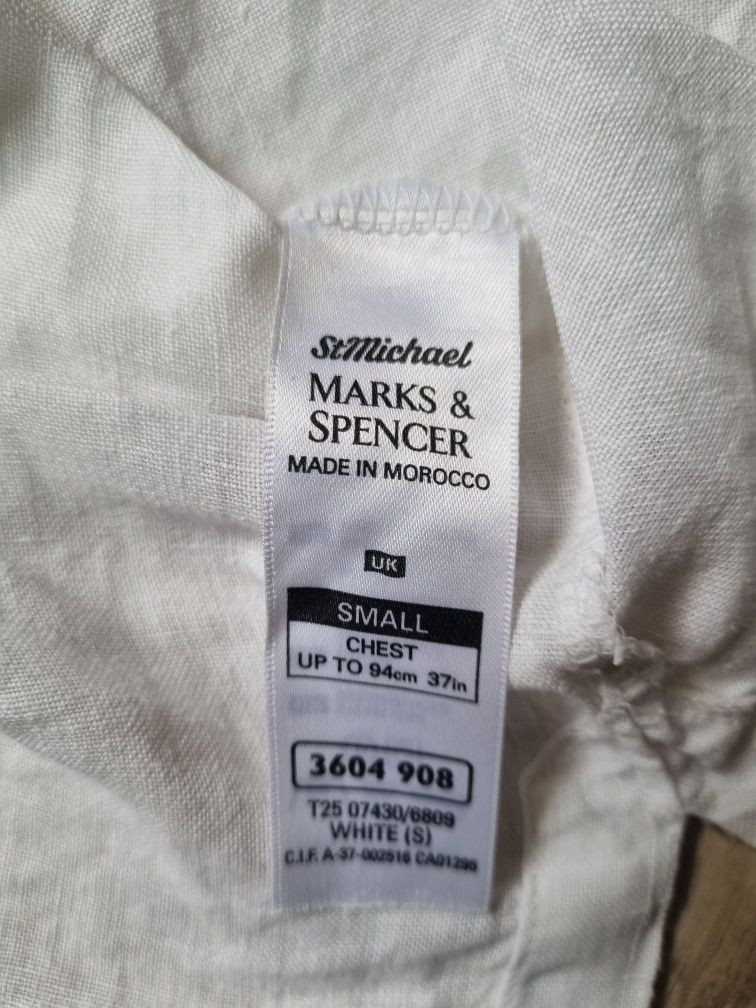 StMichael
MARKS &
SPENCER
MADE IN MOROCCO
UK
SMALL
CHEST
UP TO 94cm 37in
3604 908
T25 07430/6809
WHITE (S)
C.I.F. A-37-002516 CA01295